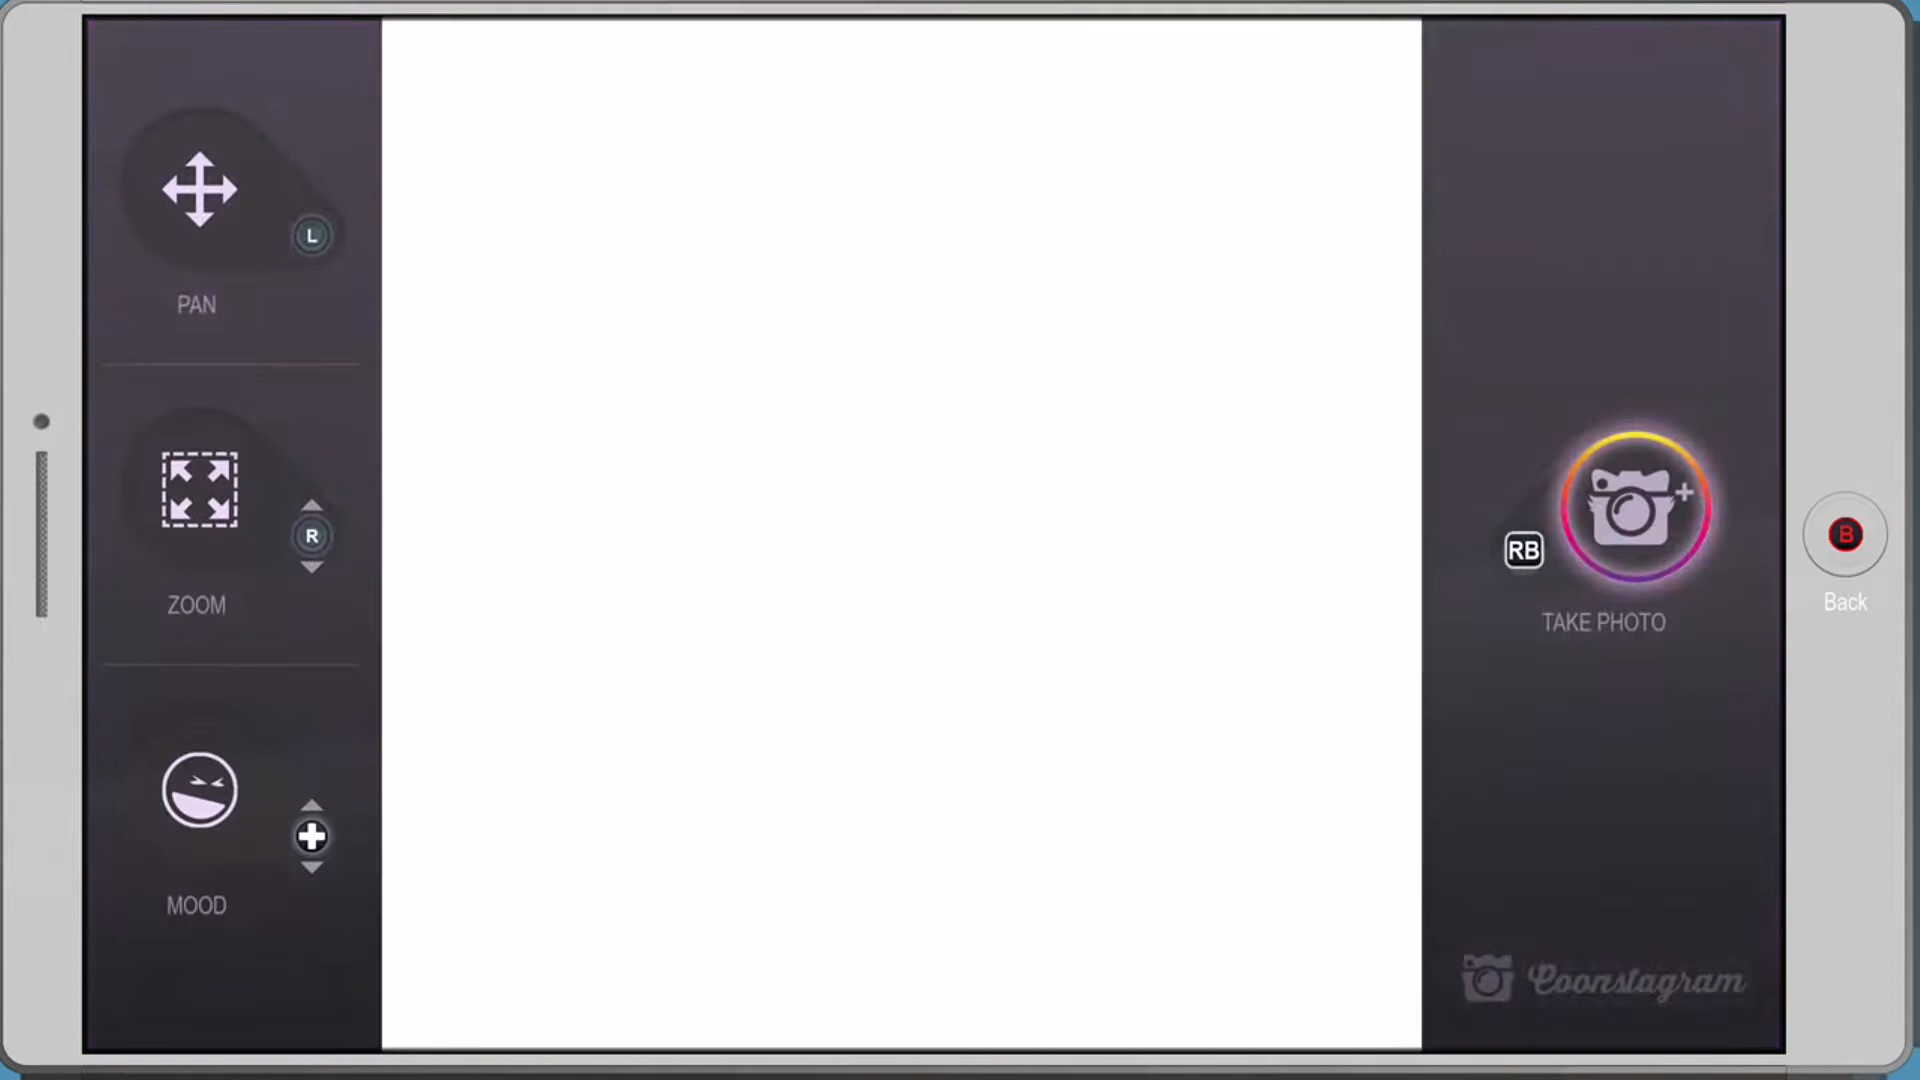 PAN
L
ZOOM
R
MOOD
RB
TAKE PHOTO
B
Back
Coonstagram